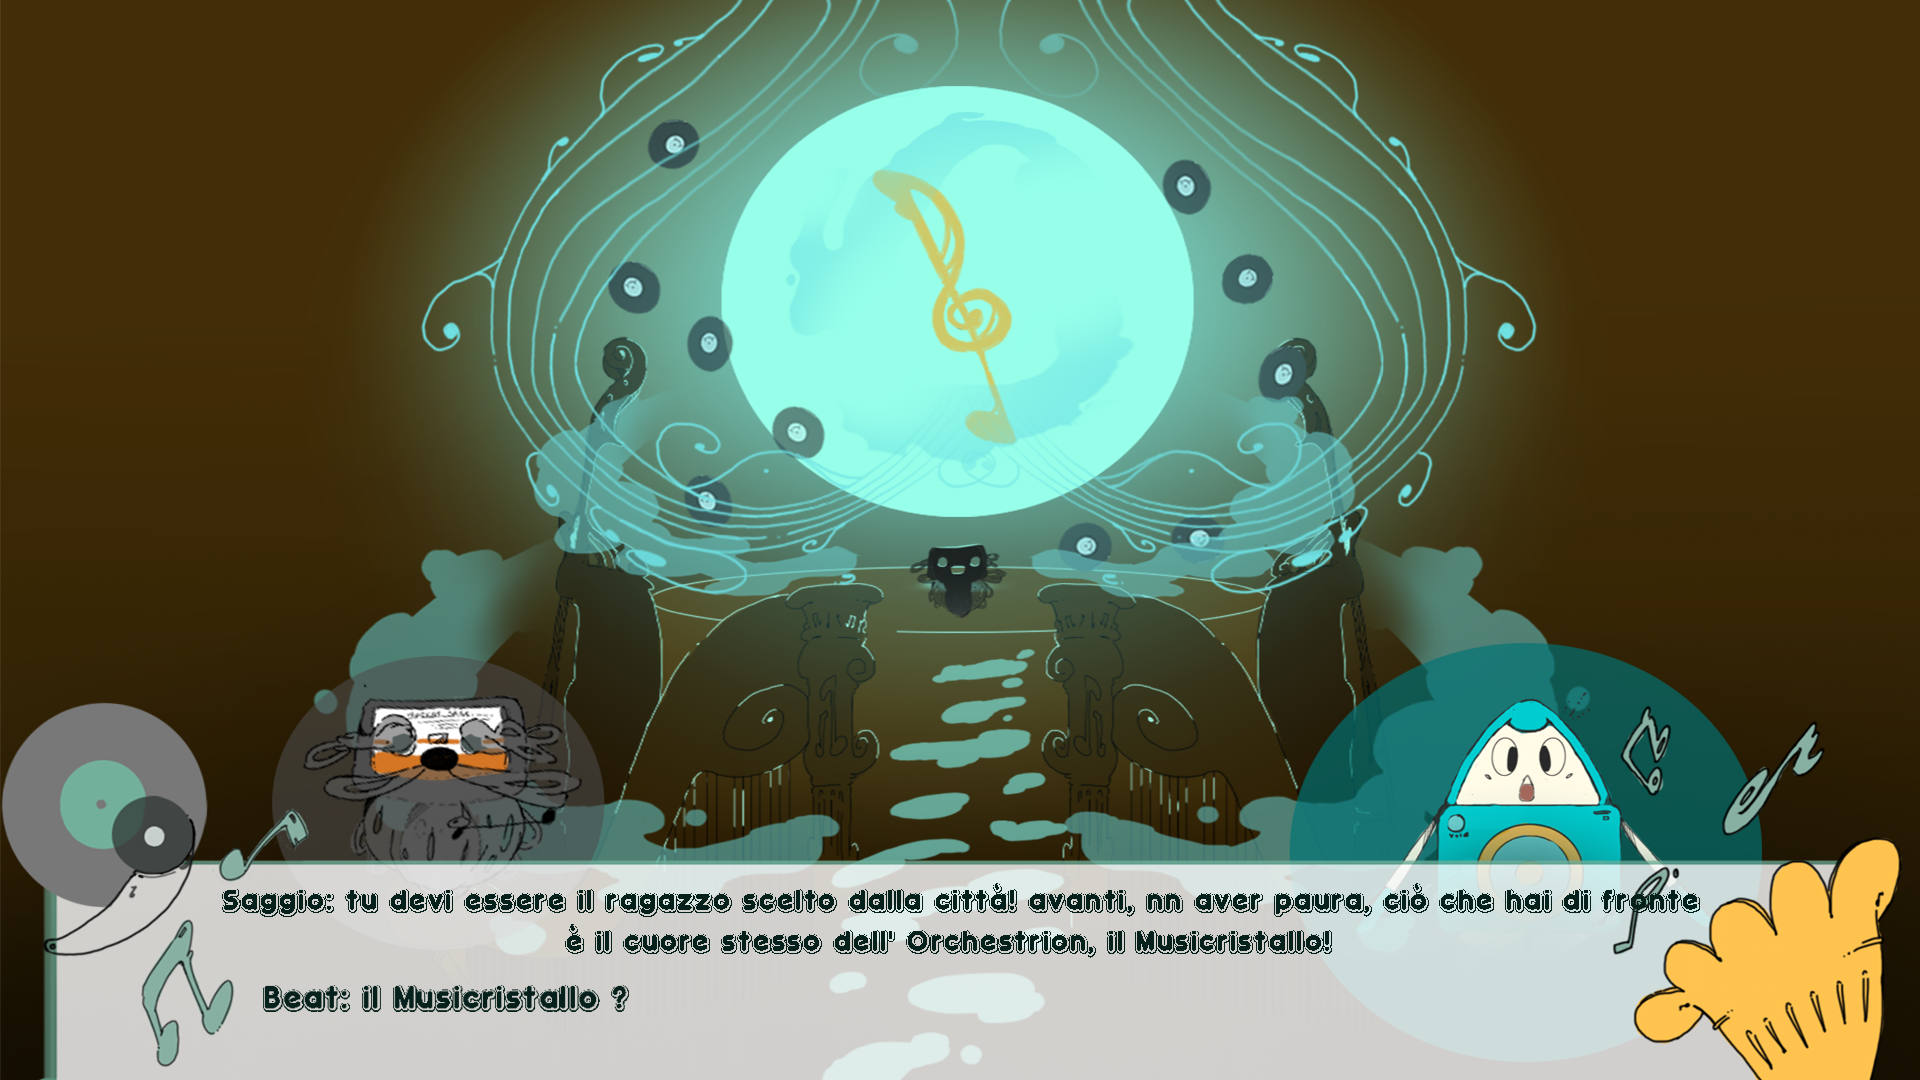 Saggio: tu devi essere il ragazzo scelto dalla città! avanti, nn aver paura, ciò che hai di fronte
è il cuore stesso dell' Orchestrion, il Musicristallo!
Beat: il Musicristallo ?